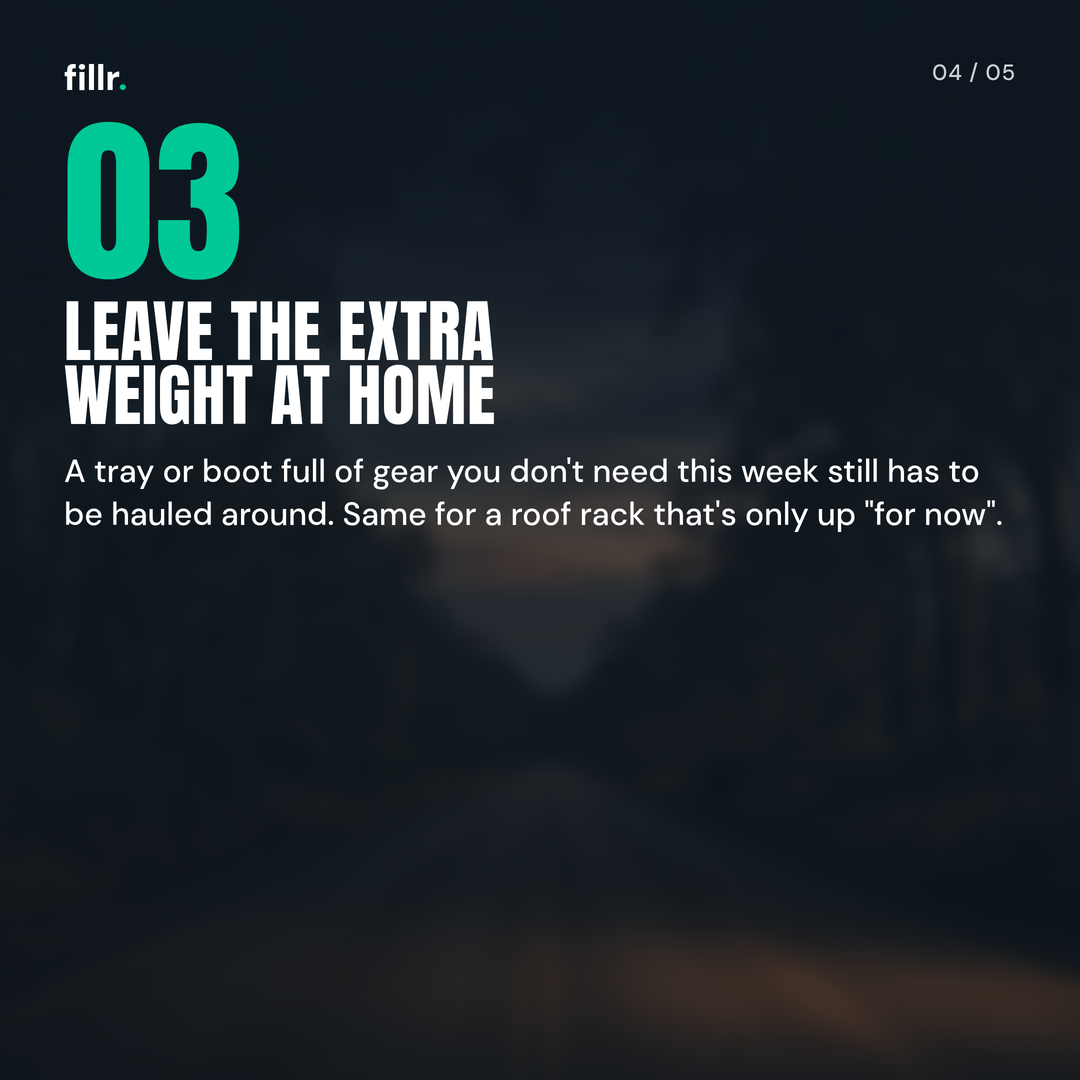 fillr.
04 / 05
03
LEAVE THE EXTRA
WEIGHT AT HOME
A tray or boot full of gear you don't need this week still has to
be hauled around. Same for a roof rack that's only up "for now".